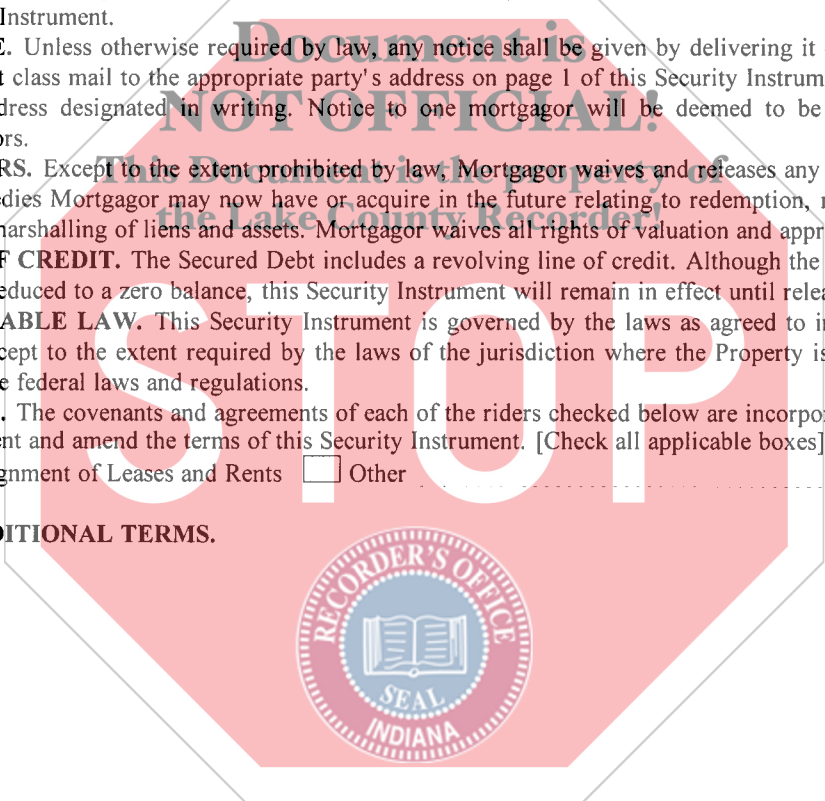 Instrument.
Document is
E. Unless otherwise required by law, any notice shall be given by delivering it
t class mail to the appropriate party's address on page 1 of this Security Instrum
NOT OFFICIAL!
dress designated in writing. Notice to one mortgagor will be deemed to be
ors.
This Document is the property of
RS. Except to the extent prohibited by law, Mortgagor waives and releases any
dies Mortgagor may now have or acquire in the future relating to redemption,
the Lake County Recorder!
marshalling of liens and assets. Mortgagor waives all rights of valuation and appr
F CREDIT. The Secured Debt includes a revolving line of credit. Although the
educed to a zero balance, this Security Instrument will remain in effect until relea
ABLE LAW. This Security Instrument is governed by the laws as agreed to in
cept to the extent required by the laws of the jurisdiction where the Property is
e federal laws and regulations.
STOP
. The covenants and agreements of each of the riders checked below are incorpo
ent and amend the terms of this Security Instrument. [Check all applicable boxes]
gnment of Leases and Rents Other
DITIONAL TERMS.
RECORDER'S OFFICE
SEAL
INDIANA